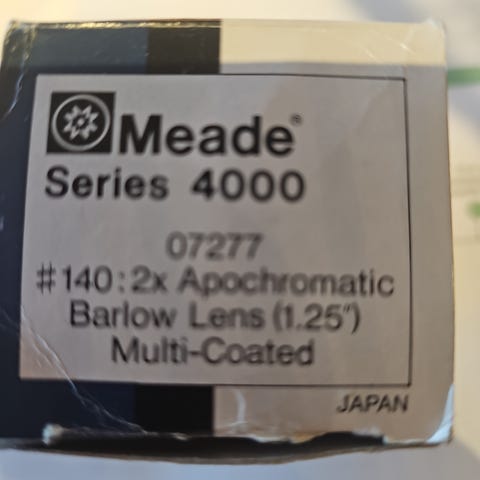 Meade®
Series 4000
07277
#140:2x Apochromatic
Barlow Lens (1.25")
Multi-Coated
JAPAN